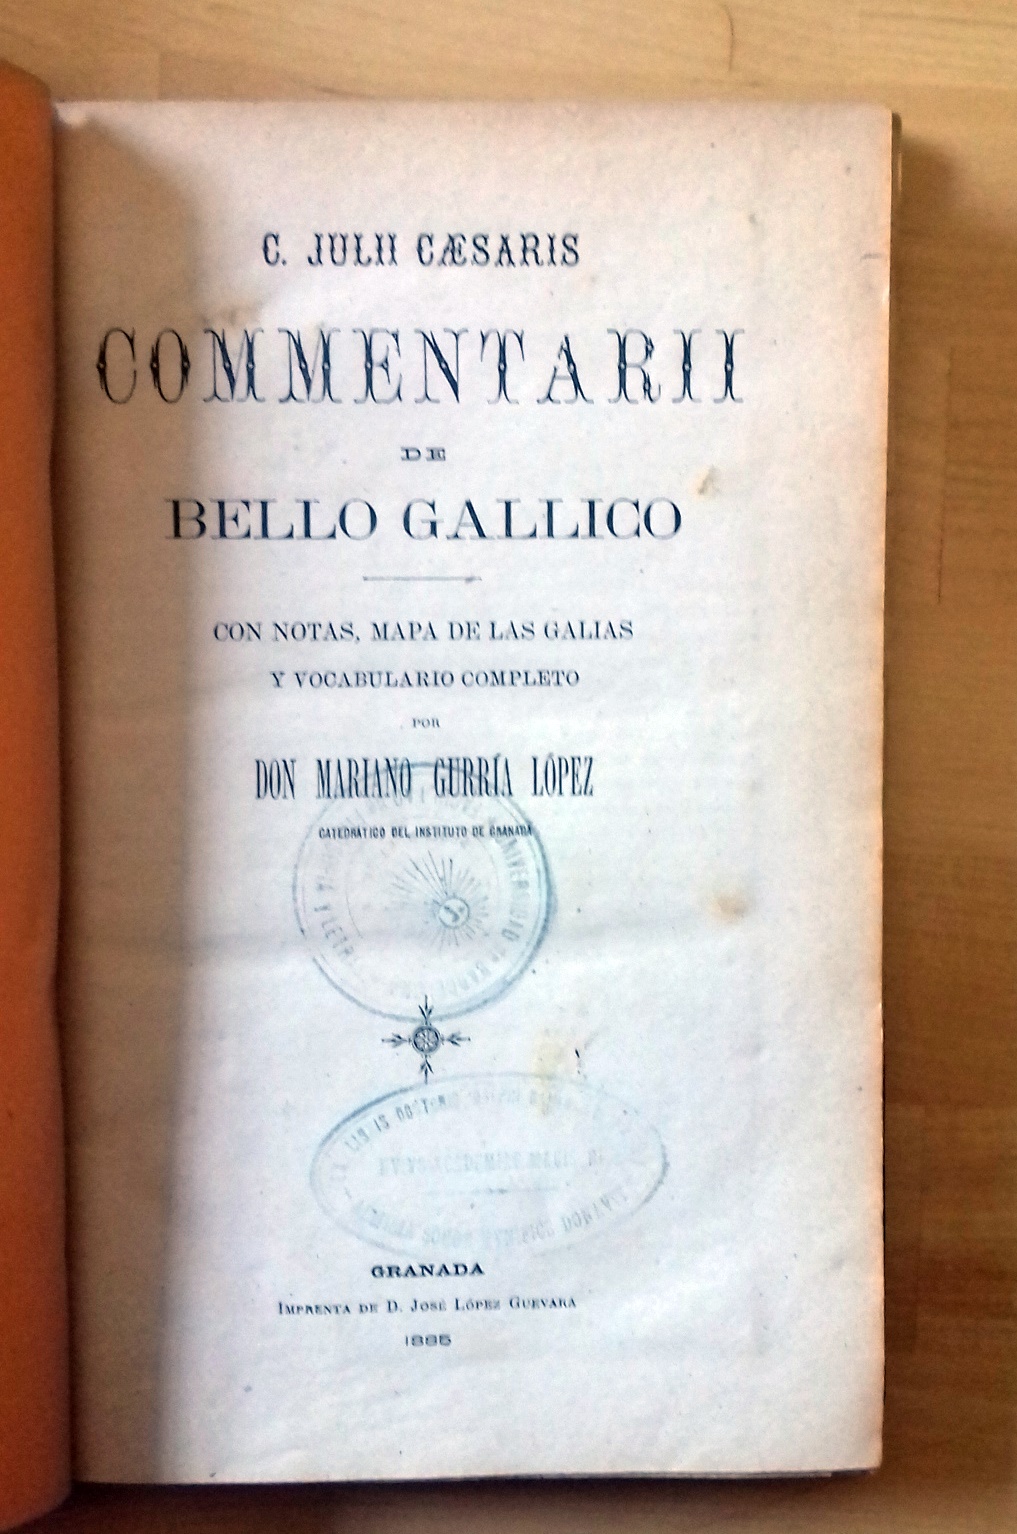 C. JULII CÆSARIS
COMMENTARII
DE
BELLO GALLICO
CON NOTAS, MAPA DE LAS GALIAS
Y VOCABULARIO COMPLETO
POR
DON MARIANO GURRÍA LÓPEZ
CATEDRÁTICO DEL INSTITUTO DE GRANADA
GRANADA
IMPRENTA DE D. JOSÉ LÓPEZ GUEVARA
1885